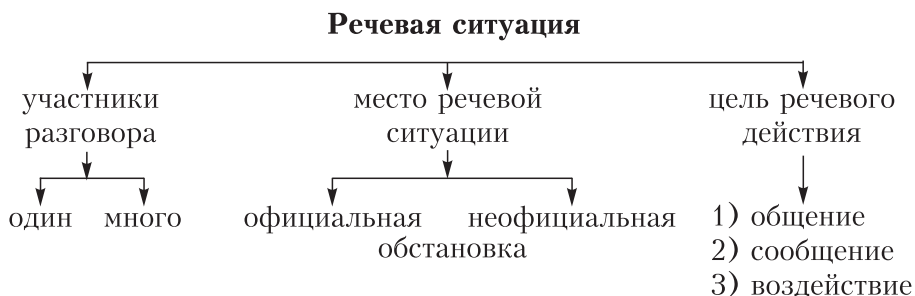 Речевая ситуация
участники
разговора
один много
место речевой
ситуации
официальная неофициальная
обстановка
цель речевого
действия
1) общение
2) сообщение
3) воздействие